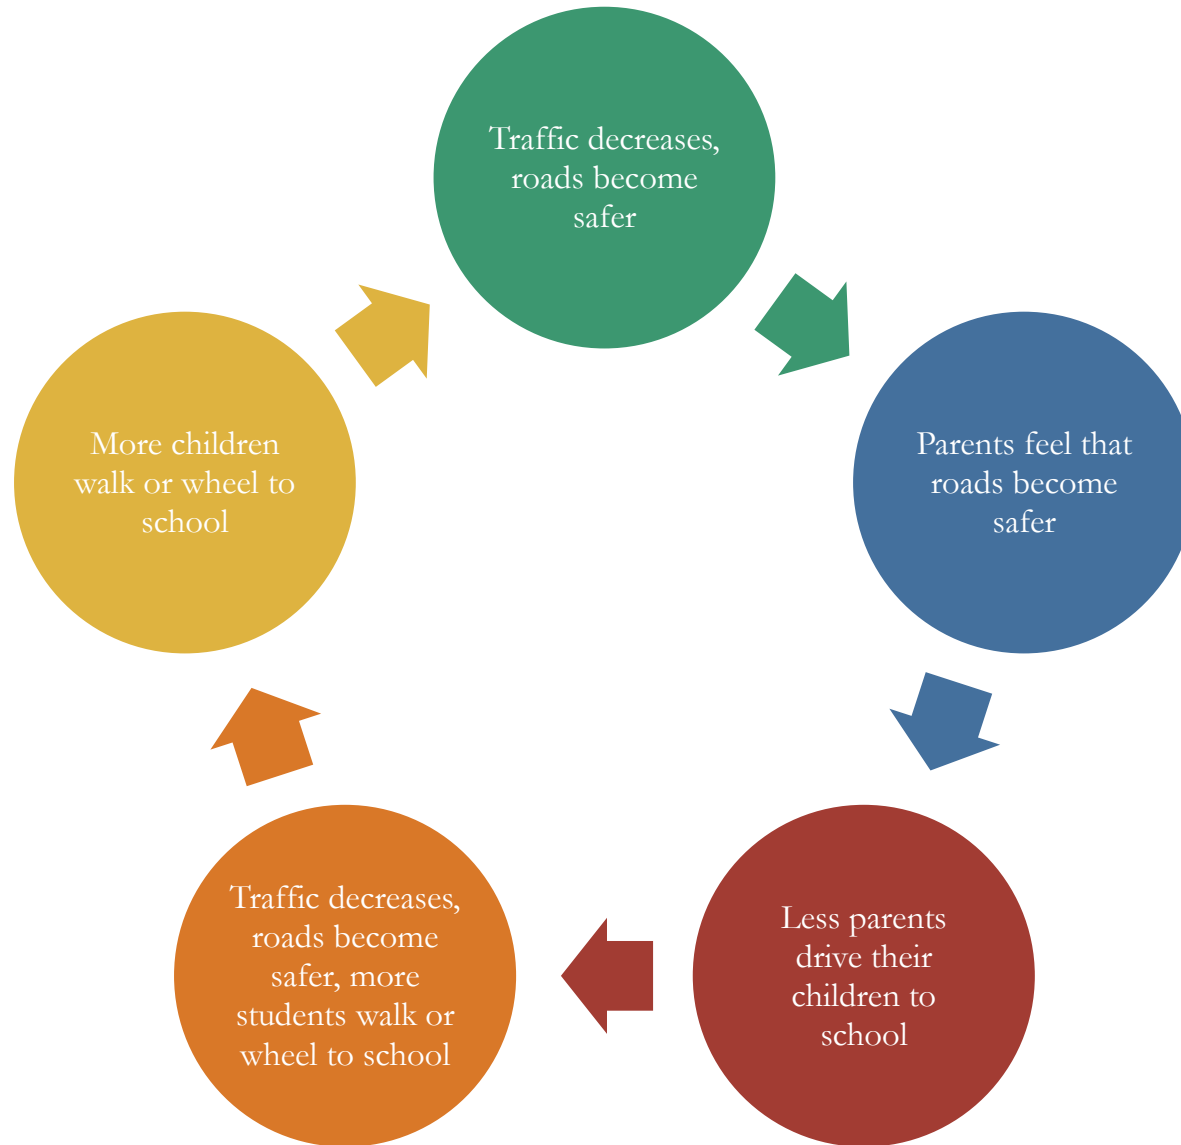 Traffic decreases,
roads become
safer
Parents feel that
roads become
safer
Less parents
drive their
children to
school
Traffic decreases,
roads become
safer, more
students walk or
wheel to school
More children
walk or wheel to
school